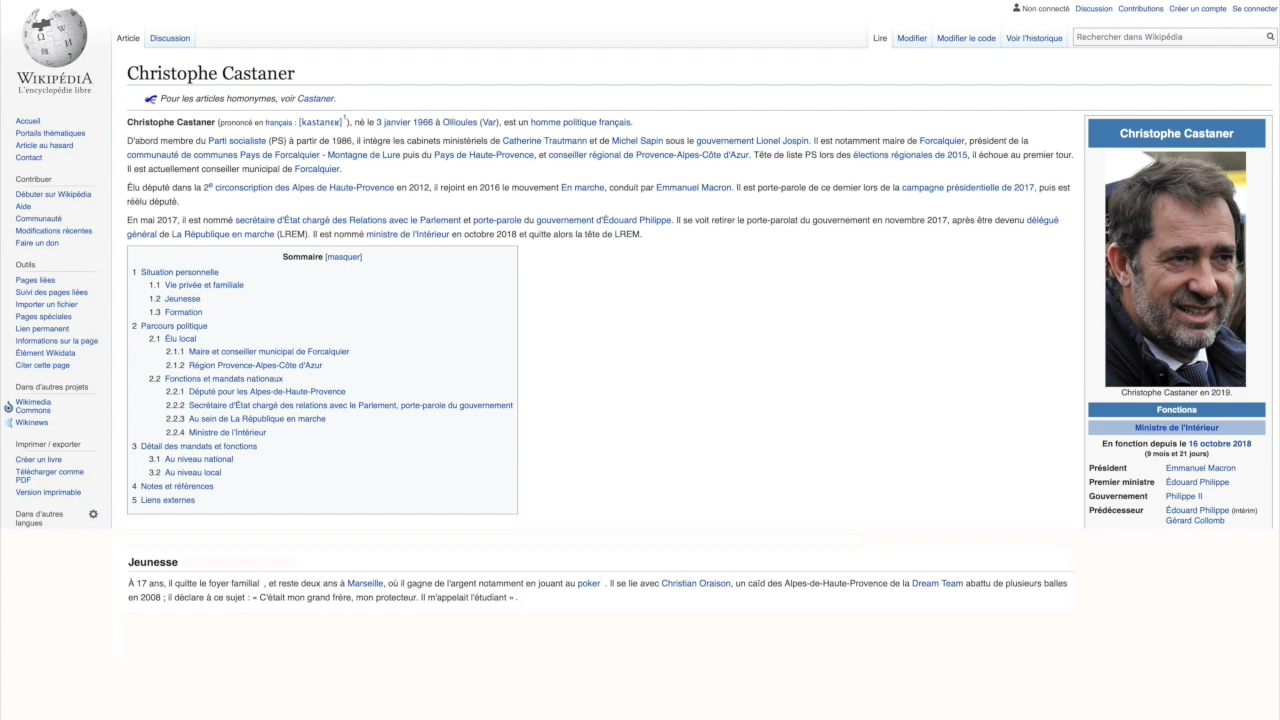 Non connecté Discussion Contributions Créer un compte Se connecter
Article Discussion Lire Modifier Modifier le code Voir l'historique Rechercher dans Wikipédia
WIKIPÉDIA
L'encyclopédie libre
Accueil
Portails thématiques
Article au hasard
Contact
Contribuer
Débuter sur Wikipédia
Aide
Communauté
Modifications récentes
Faire un don
Outils
Pages liées
Suivi des pages liées
Importer un fichier
Pages spéciales
Lien permanent
Informations sur la page
Élément Wikidata
Citer cette page
Dans d'autres projets
Wikimedia
Commons
Wikinews
Imprimer / exporter
Créer un livre
Télécharger comme
PDF
Version imprimable
Dans d'autres
langues
Christophe Castaner
Pour les articles homonymes, voir Castaner.
Christophe Castaner (prononcé en français : [kastanɛʁ]1), né le 3 janvier 1966 à Ollioules (Var), est un homme politique français.
D'abord membre du Parti socialiste (PS) à partir de 1986, il intègre les cabinets ministériels de Catherine Trautmann et de Michel Sapin sous le gouvernement Lionel Jospin. Il est notamment maire de Forcalquier, président de la
communauté de communes Pays de Forcalquier - Montagne de Lure puis du Pays de Haute-Provence, et conseiller régional de Provence-Alpes-Côte d'Azur. Tête de liste PS lors des élections régionales de 2015, il échoue au premier tour.
Il est actuellement conseiller municipal de Forcalquier.
Élu député dans la 2e circonscription des Alpes de Haute-Provence en 2012, il rejoint en 2016 le mouvement En marche, conduit par Emmanuel Macron. Il est porte-parole de ce dernier lors de la campagne présidentielle de 2017, puis est
réélu député.
En mai 2017, il est nommé secrétaire d'État chargé des Relations avec le Parlement et porte-parole du gouvernement d'Édouard Philippe. Il se voit retirer le porte-parolat du gouvernement en novembre 2017, après être devenu délégué
général de La République en marche (LREM). Il est nommé ministre de l'Intérieur en octobre 2018 et quitte alors la tête de LREM.
Sommaire [masquer]
1 Situation personnelle
1.1 Vie privée et familiale
1.2 Jeunesse
1.3 Formation
2 Parcours politique
2.1 Élu local
2.1.1 Maire et conseiller municipal de Forcalquier
2.1.2 Région Provence-Alpes-Côte d'Azur
2.2 Fonctions et mandats nationaux
2.2.1 Député pour les Alpes-de-Haute-Provence
2.2.2 Secrétaire d'État chargé des relations avec le Parlement, porte-parole du gouvernement
2.2.3 Au sein de La République en marche
2.2.4 Ministre de l'Intérieur
3 Détail des mandats et fonctions
3.1 Au niveau national
3.2 Au niveau local
4 Notes et références
5 Liens externes
Christophe Castaner
Christophe Castaner en 2019.
Fonctions
Ministre de l'Intérieur
En fonction depuis le 16 octobre 2018
(9 mois et 21 jours)
Président Emmanuel Macron
Premier ministre Édouard Philippe
Gouvernement Philippe II
Prédécesseur Édouard Philippe (intérim)
Gérard Collomb
Jeunesse
À 17 ans, il quitte le foyer familial , et reste deux ans à Marseille, où il gagne de l'argent notamment en jouant au poker . Il se lie avec Christian Oraison, un caïd des Alpes-de-Haute-Provence de la Dream Team abattu de plusieurs balles
en 2008 ; il déclare à ce sujet : « C'était mon grand frère, mon protecteur. Il m'appelait l'étudiant » .